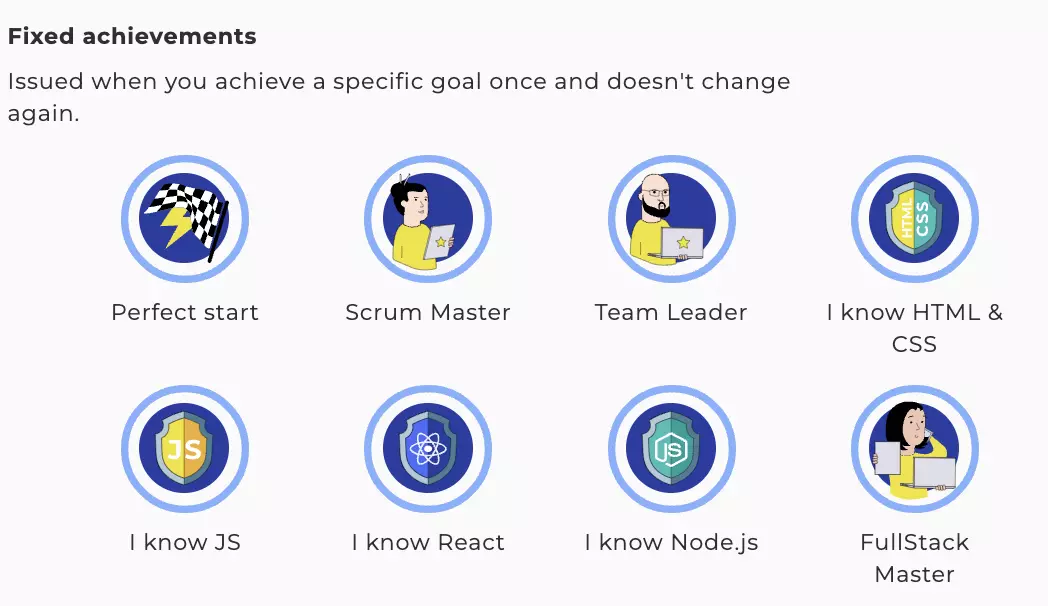 Fixed achievements
Issued when you achieve a specific goal once and doesn't change
again.
HTML
CSS
Perfect start
Scrum Master
Team Leader
I know HTML &
CSS
JS
JS
I know JS
I know React
I know Node.js
FullStack
Master